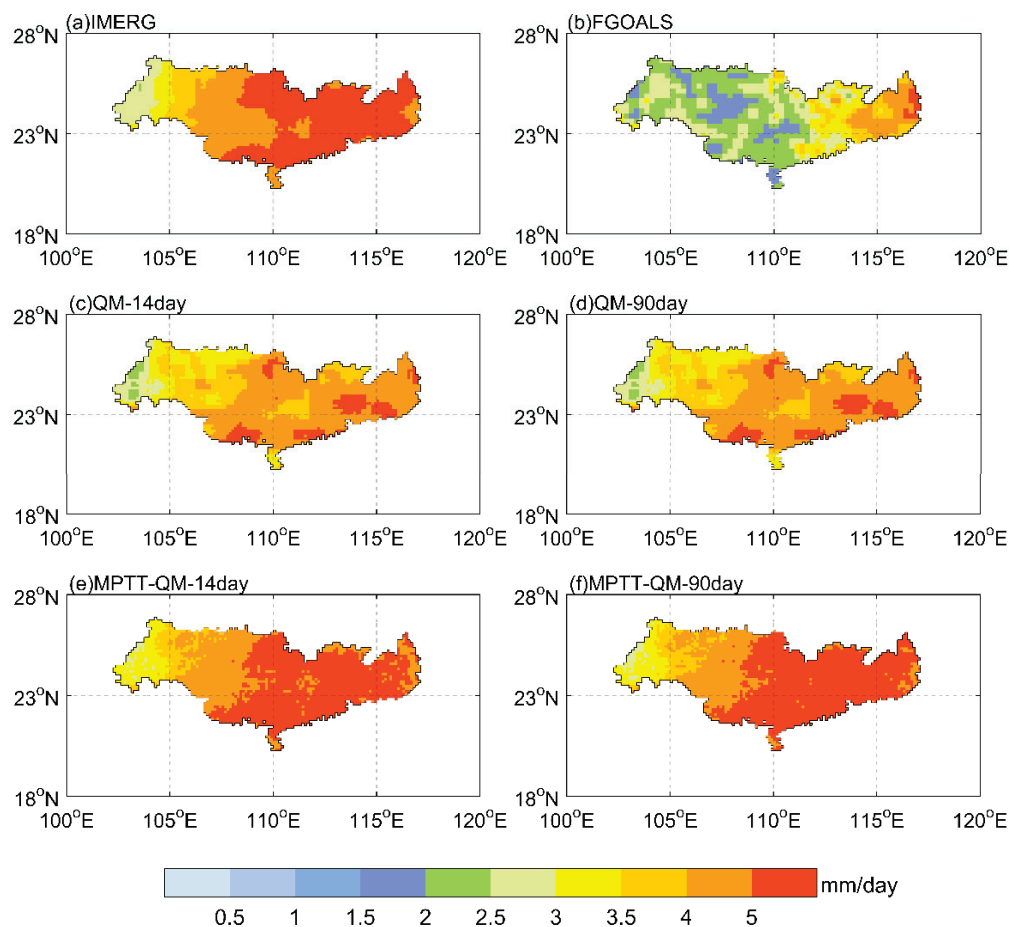 (a)IMERG (b)FGOALS
28°N 28°N
23°N 23°N
18°N 18°N
100°E 105°E 110°E 115°E 120°E 100°E 105°E 110°E 115°E 120°E
(c)QM-14day (d)QM-90day
28°N 28°N
23°N 23°N
18°N 18°N
100°E 105°E 110°E 115°E 120°E 100°E 105°E 110°E 115°E 120°E
(e)MPTT-QM-14day (f)MPTT-QM-90day
28°N 28°N
23°N 23°N
18°N 18°N
100°E 105°E 110°E 115°E 120°E 100°E 105°E 110°E 115°E 120°E
mm/day
0.5 1 1.5 2 2.5 3 3.5 4 5